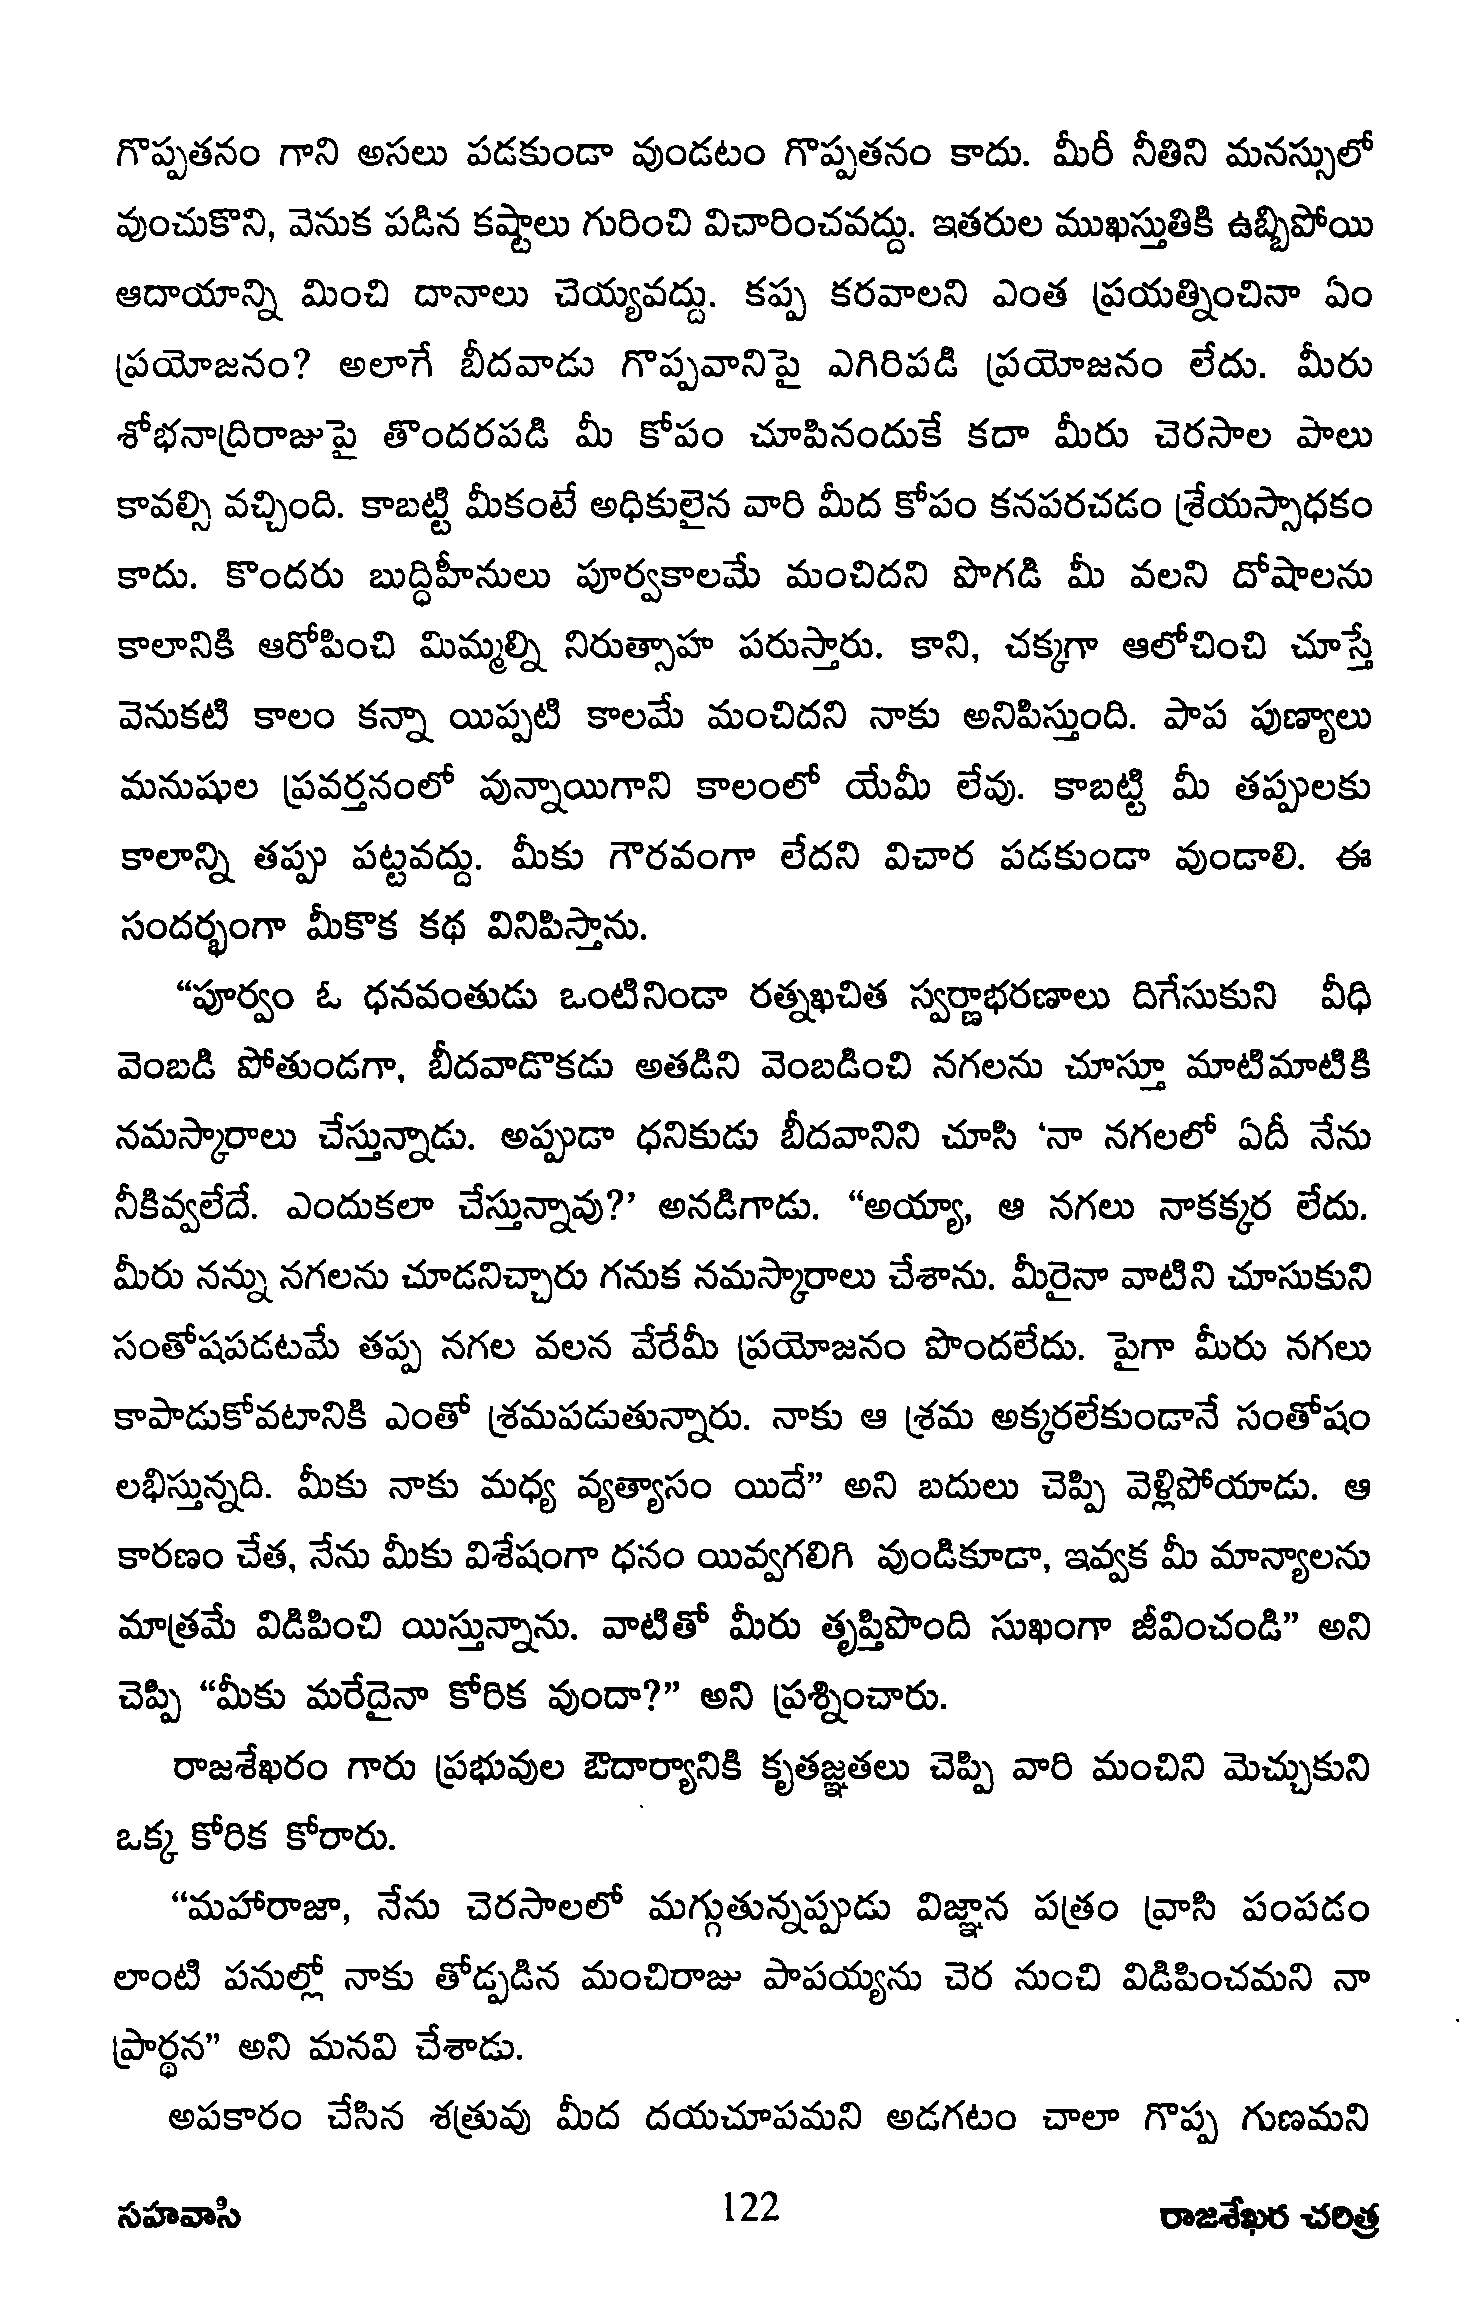 గొప్పతనం గాని అసలు పడకుండా వుండటం గొప్పతనం కాదు. మీరీ నీతిని మనస్సులో
వుంచుకొని, వెనుక పడిన కష్టాలు గురించి విచారించవద్దు. ఇతరుల ముఖస్తుతికి ఉబ్బిపోయి
ఆదాయాన్ని మించి దానాలు చెయ్యవద్దు. కప్ప కరవాలని ఎంత ప్రయత్నించినా ఏం
ప్రయోజనం? అలాగే బీదవాడు గొప్పవానిపై ఎగిరిపడి ప్రయోజనం లేదు. మీరు
శోభనాద్రిరాజుపై తొందరపడి మీ కోపం చూపినందుకే కదా మీరు చెరసాల పాలు
కావల్సి వచ్చింది. కాబట్టి మీకంటే అధికులైన వారి మీద కోపం కనపరచడం శ్రేయస్సాధకం
కాదు. కొందరు బుద్ధిహీనులు పూర్వకాలమే మంచిదని పొగడి మీ వలని దోషాలను
కాలానికి ఆరోపించి మిమ్మల్ని నిరుత్సాహ పరుస్తారు. కాని, చక్కగా ఆలోచించి చూస్తే
వెనుకటి కాలం కన్నా యిప్పటి కాలమే మంచిదని నాకు అనిపిస్తుంది. పాప పుణ్యాలు
మనుషుల ప్రవర్తనంలో వున్నాయిగాని కాలంలో యేమీ లేవు. కాబట్టి మీ తప్పులకు
కాలాన్ని తప్పు పట్టవద్దు. మీకు గౌరవంగా లేదని విచార పడకుండా వుండాలి. ఈ
సందర్భంగా మీకొక కథ వినిపిస్తాను.
“పూర్వం ఓ ధనవంతుడు ఒంటినిండా రత్నఖచిత స్వర్ణాభరణాలు దిగేసుకుని వీధి
వెంబడి పోతుండగా, బీదవాడొకడు అతడిని వెంబడించి నగలను చూస్తూ మాటిమాటికి
నమస్కారాలు చేస్తున్నాడు. అప్పుడా ధనికుడు బీదవానిని చూసి ‘నా నగలలో ఏదీ నేను
నీకివ్వలేదే. ఎందుకలా చేస్తున్నావు?’ అనడిగాడు. “అయ్యా, ఆ నగలు నాకక్కర లేదు.
మీరు నన్ను నగలను చూడనిచ్చారు గనుక నమస్కారాలు చేశాను. మీరైనా వాటిని చూసుకుని
సంతోషపడటమే తప్ప నగల వలన వేరేమీ ప్రయోజనం పొందలేదు. పైగా మీరు నగలు
కాపాడుకోవటానికి ఎంతో శ్రమపడుతున్నారు. నాకు ఆ శ్రమ అక్కరలేకుండానే సంతోషం
లభిస్తున్నది. మీకు నాకు మధ్య వ్యత్యాసం యిదే” అని బదులు చెప్పి వెళ్లిపోయాడు. ఆ
కారణం చేత, నేను మీకు విశేషంగా ధనం యివ్వగలిగి వుండికూడా, ఇవ్వక మీ మాన్యాలను
మాత్రమే విడిపించి యిస్తున్నాను. వాటితో మీరు తృప్తిపొంది సుఖంగా జీవించండి” అని
చెప్పి “మీకు మరేదైనా కోరిక వుందా?” అని ప్రశ్నించారు.
రాజశేఖరం గారు ప్రభువుల ఔదార్యానికి కృతజ్ఞతలు చెప్పి వారి మంచిని మెచ్చుకుని
ఒక్క కోరిక కోరారు.
“మహారాజా, నేను చెరసాలలో మగ్గుతున్నప్పుడు విజ్ఞాన పత్రం వ్రాసి పంపడం
లాంటి పనుల్లో నాకు తోడ్పడిన మంచిరాజు పాపయ్యను చెర నుంచి విడిపించమని నా
ప్రార్థన” అని మనవి చేశాడు.
అపకారం చేసిన శత్రువు మీద దయచూపమని అడగటం చాలా గొప్ప గుణమని
సహవాసి 122 రాజశేఖర చరిత్ర